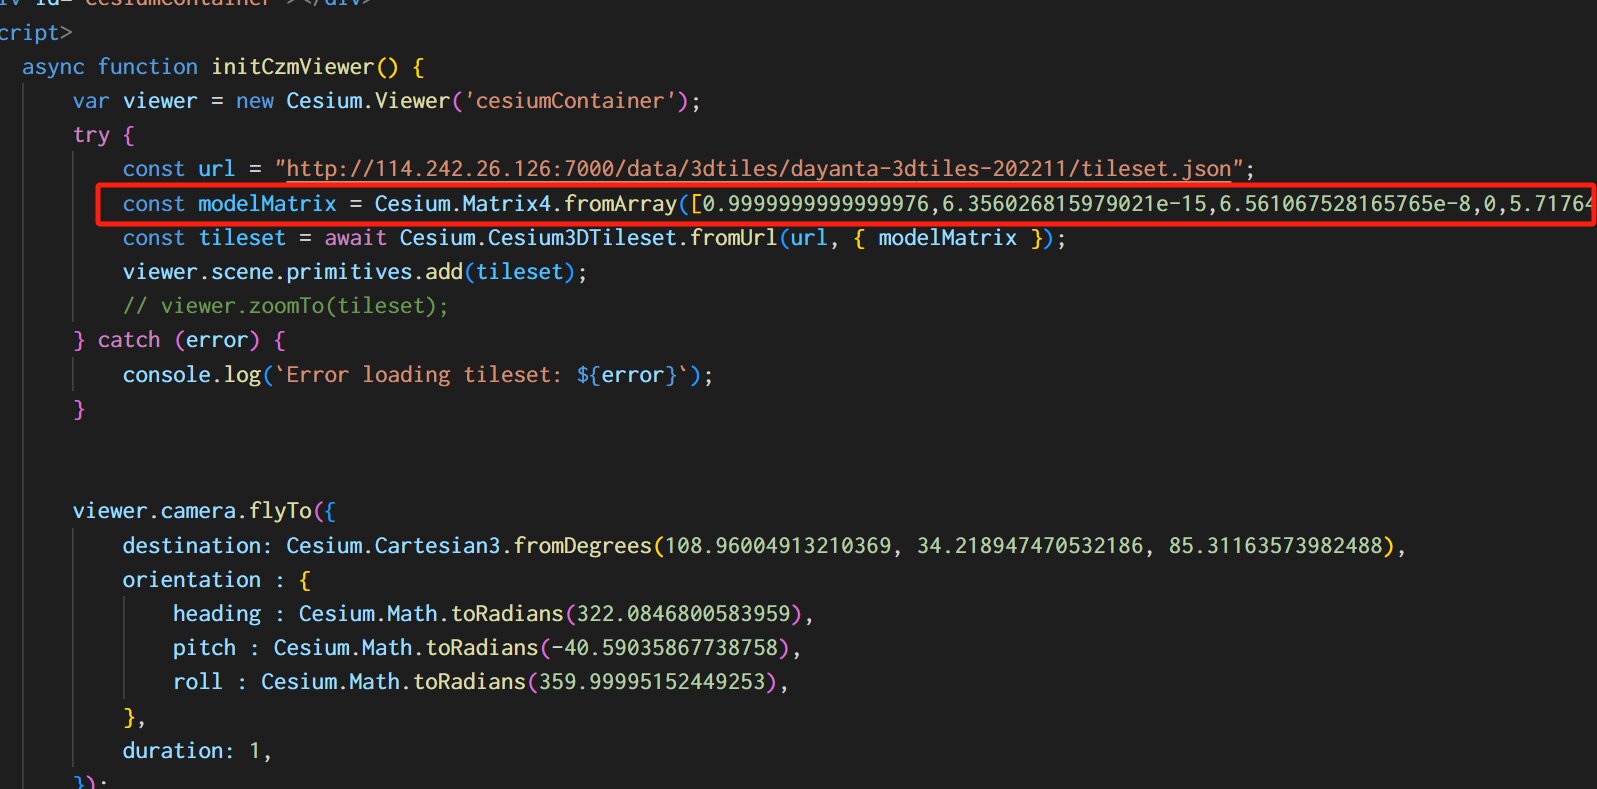 iv id="cesiumContainer"></div>
cript>
async function initCzmViewer() {
var viewer = new Cesium.Viewer('cesiumContainer');
try {
const url = "http://114.242.26.126:7000/data/3dtiles/dayanta-3dtiles-202211/tileset.json";
const modelMatrix = Cesium.Matrix4.fromArray([0.9999999999999976,6.356026815979021e-15,6.561067528165765e-8,0,5.71764
const tileset = await Cesium.Cesium3DTileset.fromUrl(url, { modelMatrix });
viewer.scene.primitives.add(tileset);
// viewer.zoomTo(tileset);
} catch (error) {
console.log(`Error loading tileset: ${error}`);
}
viewer.camera.flyTo({
destination: Cesium.Cartesian3.fromDegrees(108.96004913210369, 34.218947470532186, 85.31163573982488),
orientation : {
heading : Cesium.Math.toRadians(322.0846800583959),
pitch : Cesium.Math.toRadians(-40.59035867738758),
roll : Cesium.Math.toRadians(359.99995152449253),
},
duration: 1,
});